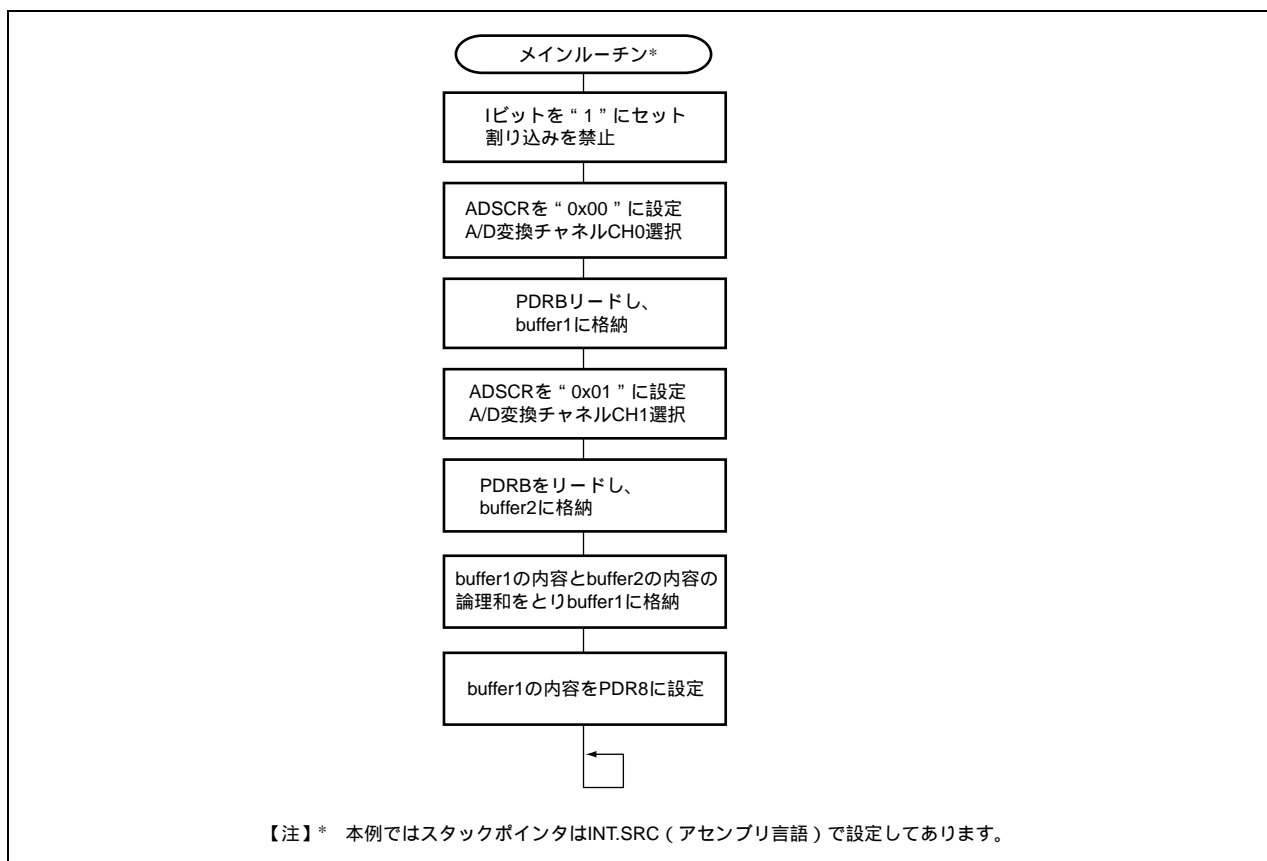 メインルーチン*
Iビットを“1”にセット
割り込みを禁止
ADSCRを“0x00”に設定
A/D変換チャネルCH0選択
PDRBリードし、
buffer1に格納
ADSCRを“0x01”に設定
A/D変換チャネルCH1選択
PDRBをリードし、
buffer2に格納
buffer1の内容とbuffer2の内容の
論理和をとりbuffer1に格納
buffer1の内容をPDR8に設定
【注】* 本例ではスタックポインタはINT.SRC(アセンブリ言語)で設定してあります。